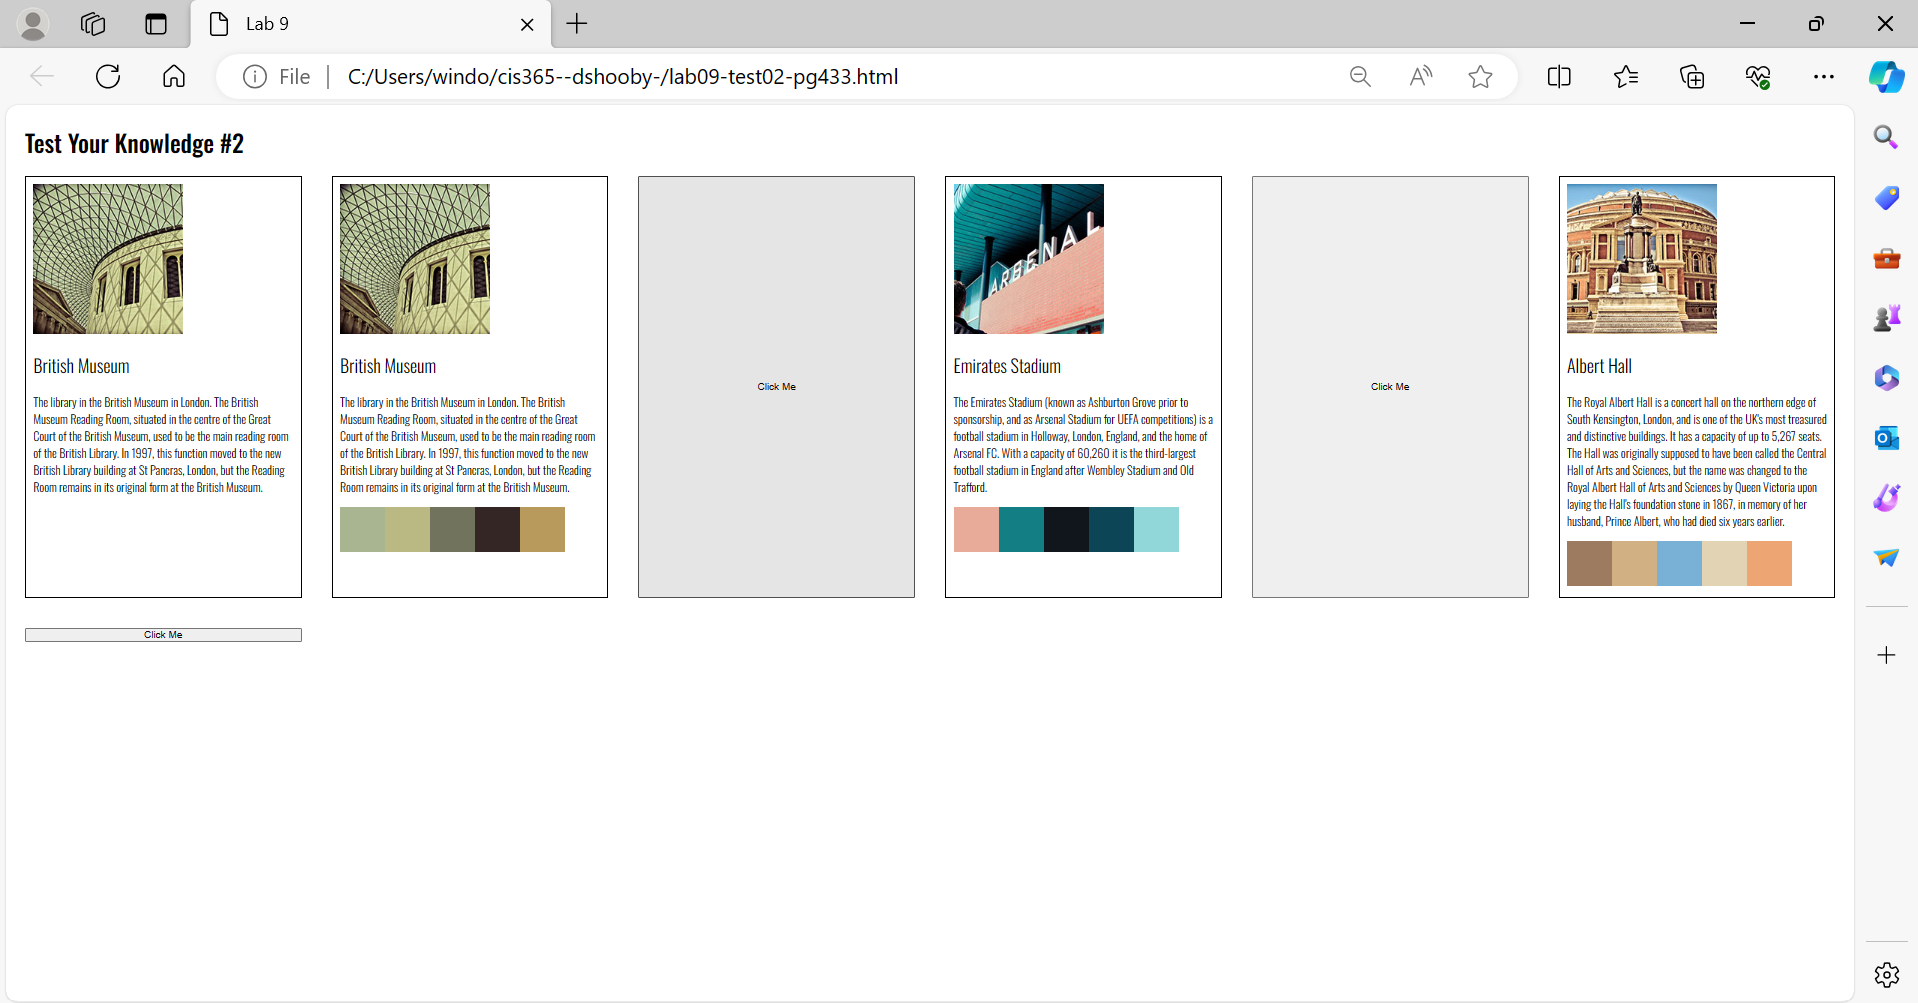 Lab 9
File
C:/Users/windo/cis365--dshooby-/lab09-test02-pg433.html
Test Your Knowledge #2
British Museum
The library in the British Museum in London. The British
Museum Reading Room, situated in the centre of the Great
Court of the British Museum, used to be the main reading room
of the British Library. In 1997, this function moved to the new
British Library building at St Pancras, London, but the Reading
Room remains in its original form at the British Museum.
British Museum
The library in the British Museum in London. The British
Museum Reading Room, situated in the centre of the Great
Court of the British Museum, used to be the main reading room
of the British Library. In 1997, this function moved to the new
British Library building at St Pancras, London, but the Reading
Room remains in its original form at the British Museum.
Click Me
ARSENAL
Emirates Stadium
The Emirates Stadium (known as Ashburton Grove prior to
sponsorship, and as Arsenal Stadium for UEFA competitions) is a
football stadium in Holloway, London, England, and the home of
Arsenal FC. With a capacity of 60,260 it is the third-largest
football stadium in England after Wembley Stadium and Old
Trafford.
Click Me
Albert Hall
The Royal Albert Hall is a concert hall on the northern edge of
South Kensington, London, and is one of the UK's most treasured
and distinctive buildings. It has a capacity of up to 5,267 seats.
The Hall was originally supposed to have been called the Central
Hall of Arts and Sciences, but the name was changed to the
Royal Albert Hall of Arts and Sciences by Queen Victoria upon
laying the Hall's foundation stone in 1867, in memory of her
husband, Prince Albert, who had died six years earlier.
Click Me